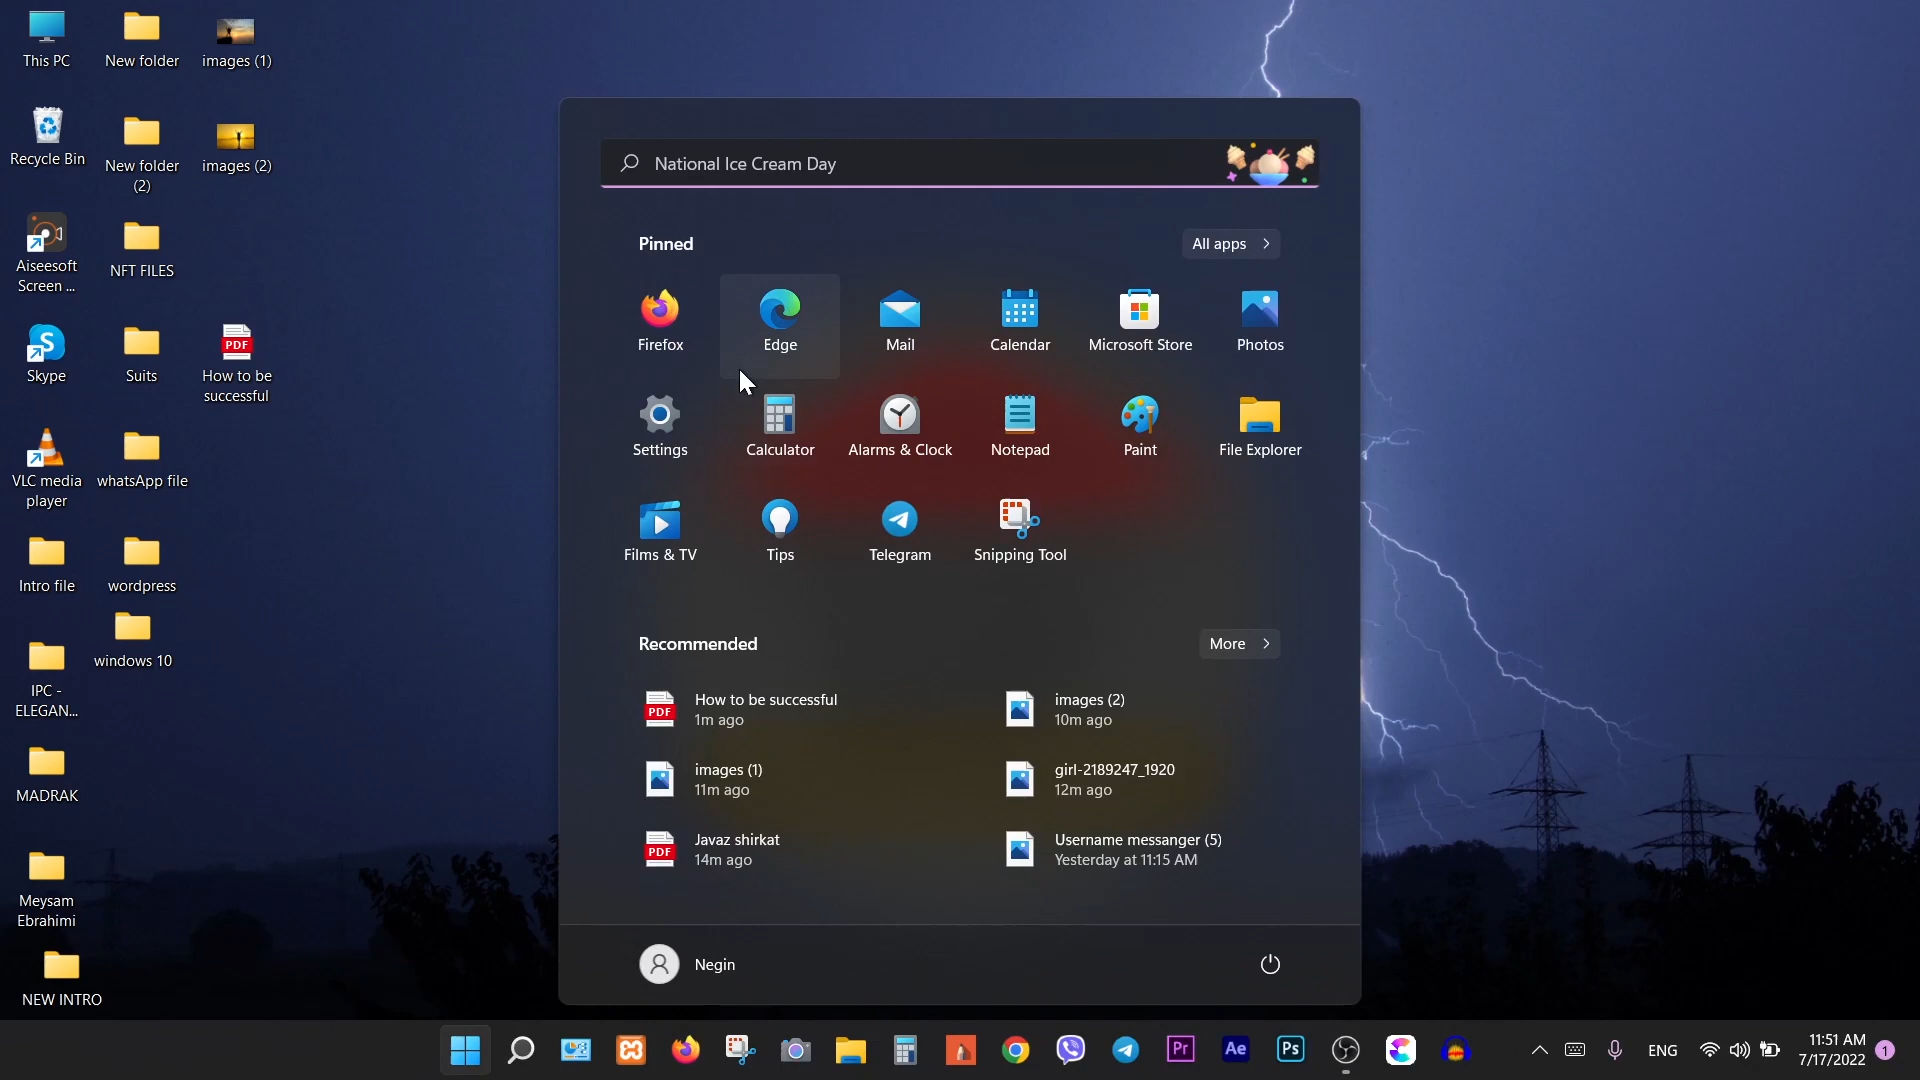 This PC
New folder
images (1)
Recycle Bin
New folder
(2)
images (2)
Aiseesoft
Screen ...
NFT FILES
Skype
Suits
PDF
How to be
successful
VLC media
player
whatsApp file
Intro file
wordpress
windows 10
IPC -
ELEGAN...
MADRAK
Meysam
Ebrahimi
NEW INTRO
National Ice Cream Day
Pinned
All apps
Firefox
Edge
Mail
Calendar
Microsoft Store
Photos
Settings
Calculator
Alarms & Clock
Notepad
Paint
File Explorer
Films & TV
Tips
Telegram
Snipping Tool
Recommended
More
PDF
How to be successful
1m ago
images (2)
10m ago
images (1)
11m ago
girl-2189247_1920
12m ago
PDF
Javaz shirkat
14m ago
Username messanger (5)
Yesterday at 11:15 AM
Negin
Pr
Ae
Ps
ENG
11:51 AM
7/17/2022
1